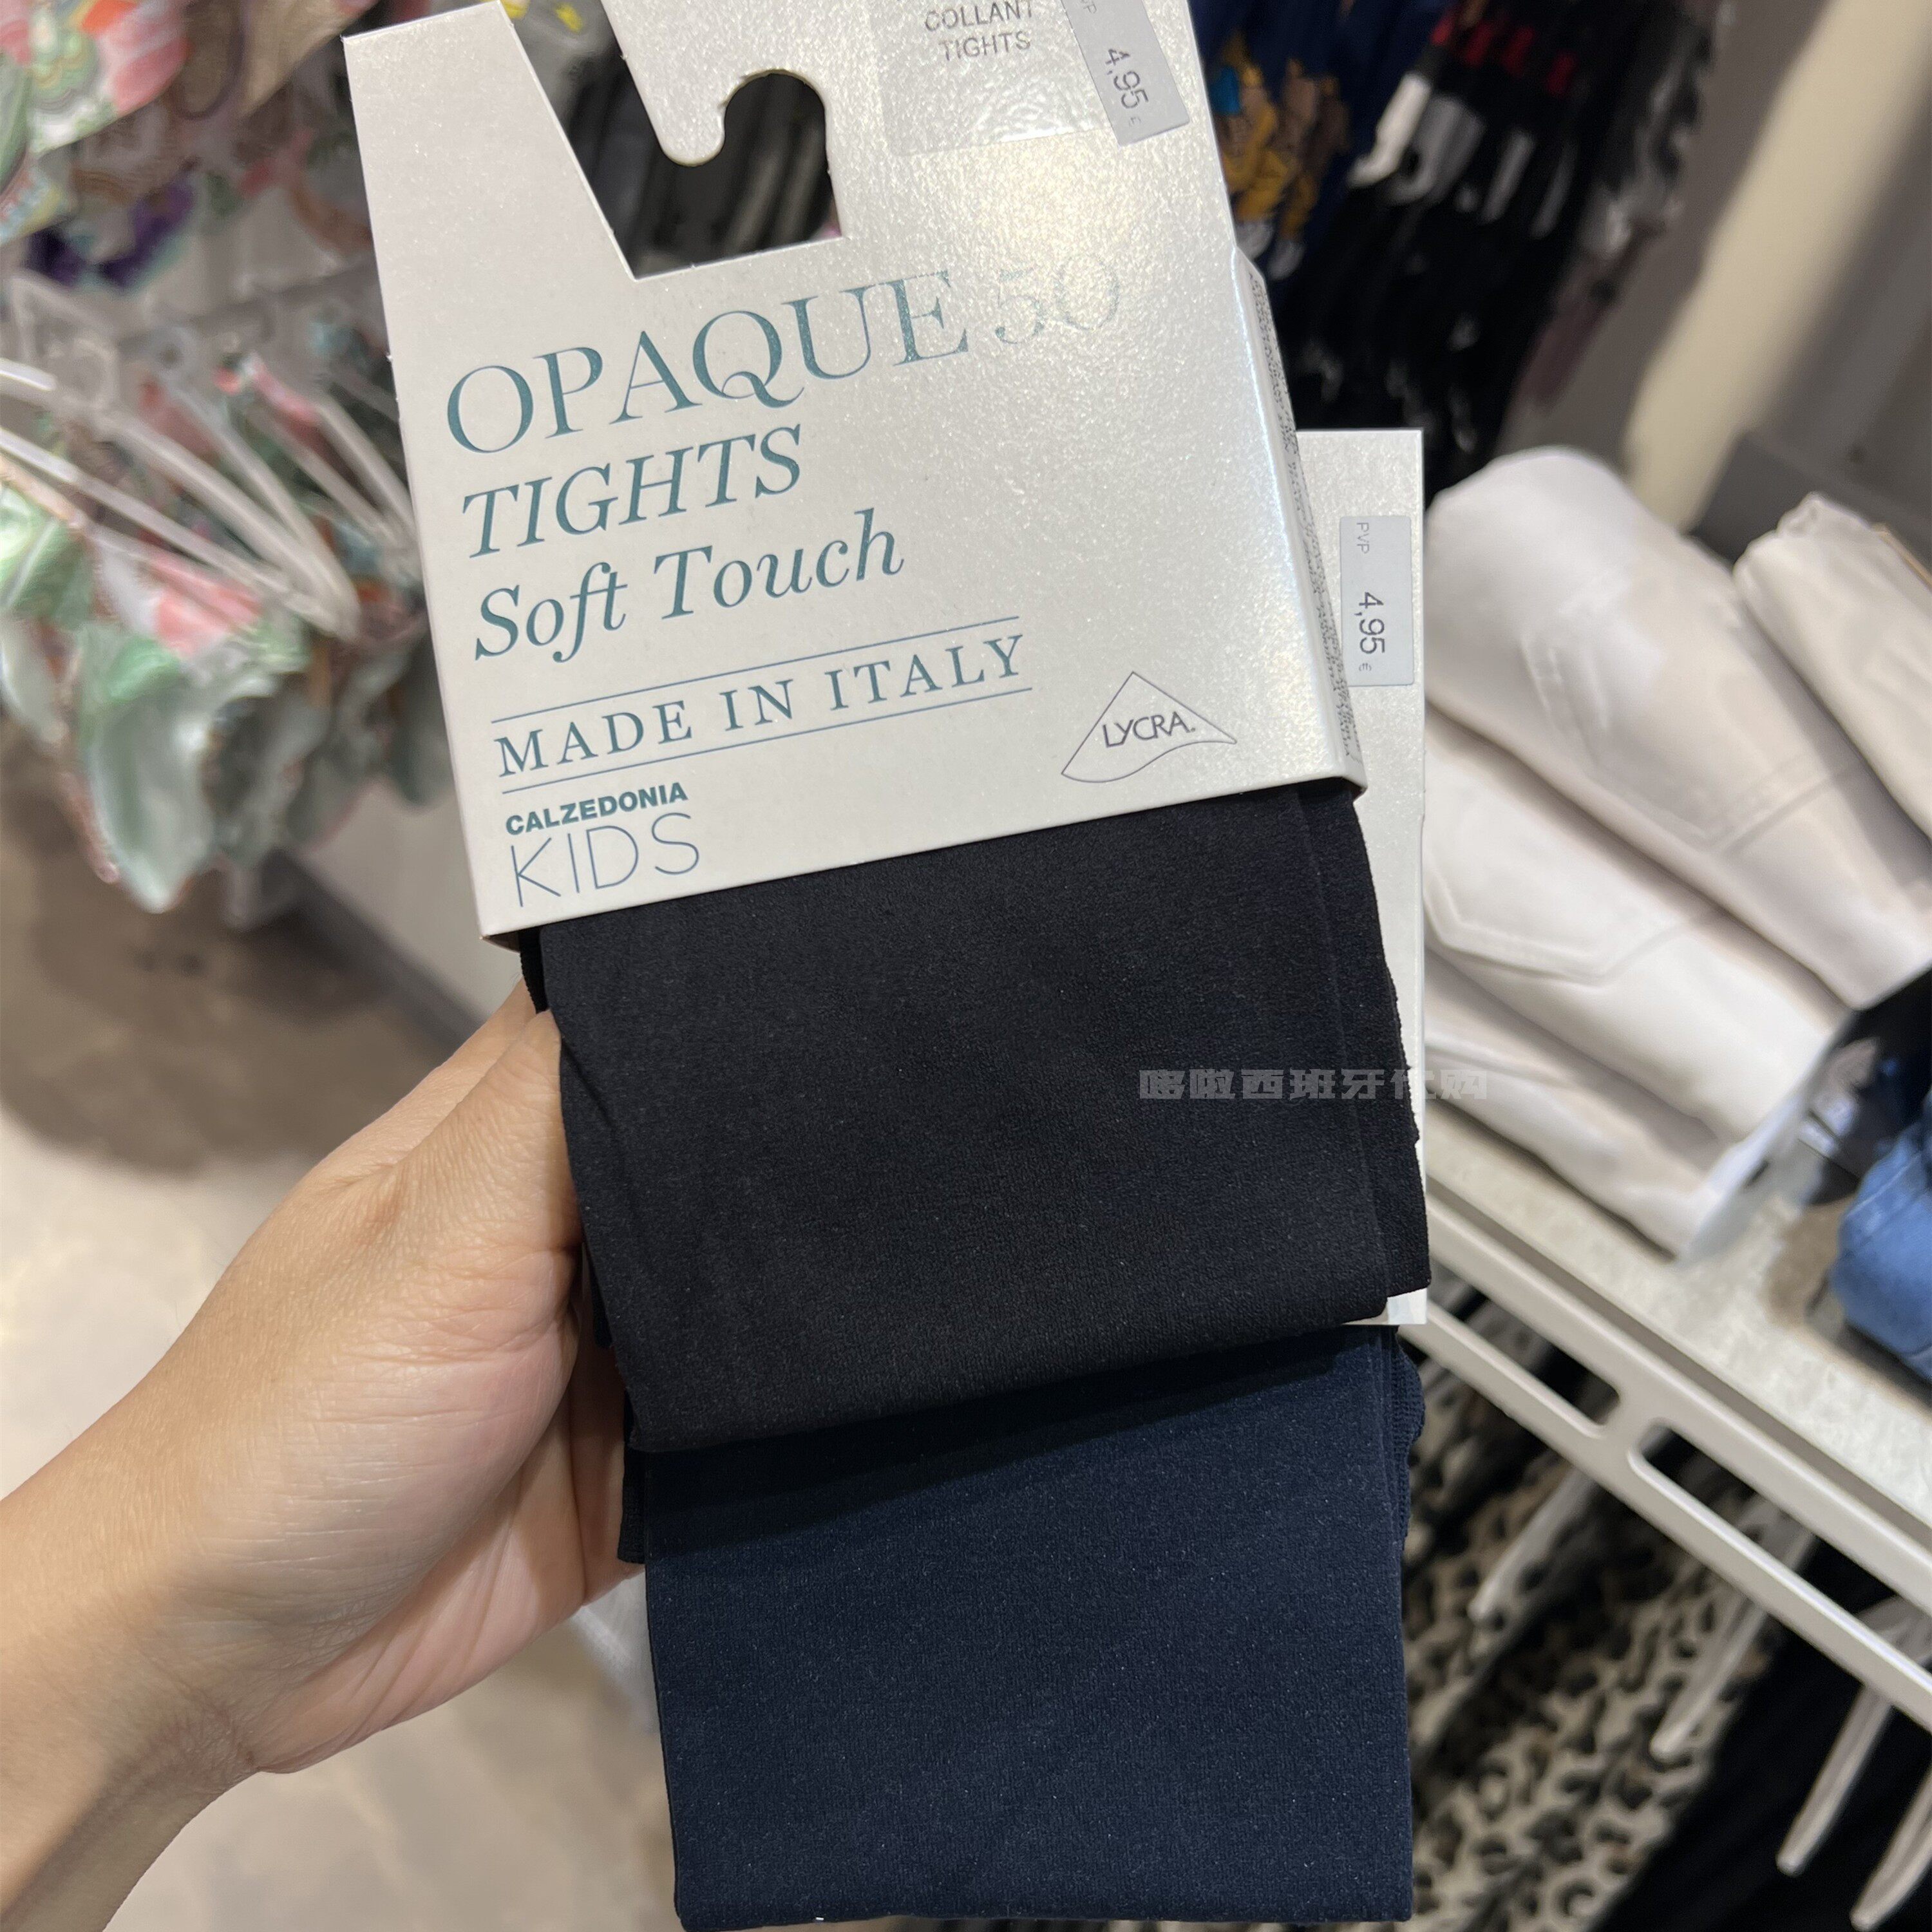 COLLANT
TIGHTS
4,95 €
OPAQUE 50
TIGHTS
Soft Touch
MADE IN ITALY
LYCRA.
CALZEDONIA
KIDS
PVP 4,95 €
哆啦西班牙代购